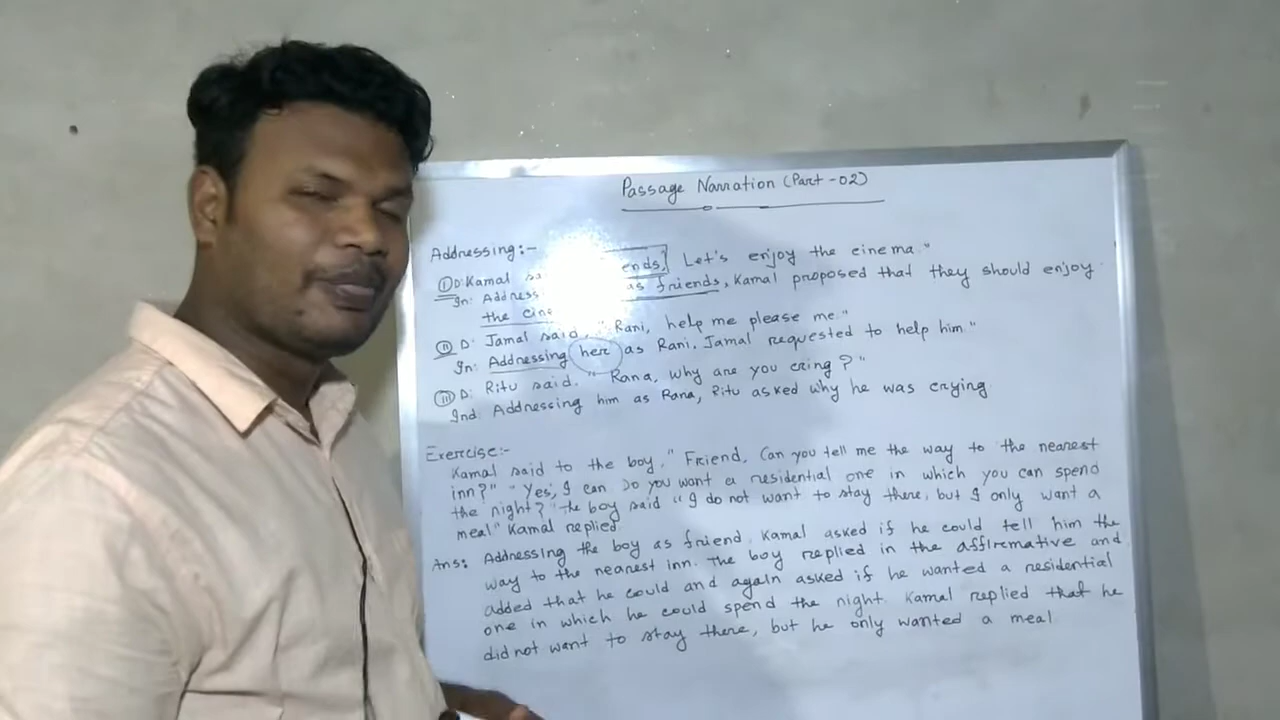 Passage Narration (Part-02)
Addressing:-
(I) D: Kamal sa ends, Let's enjoy the cinema."
In: Address as friends, Kamal proposed that they should enjoy
the cine
(II) D: Jamal said, "Rani, help me please me."
In: Addressing her as Rani, Jamal requested to help him"
(III) D: Ritu said. "Rana, why are you cring?"
Ind: Addressing him as Rana, Ritu asked why he was crying
Exercise:-
Kamal said to the boy, "Friend, Can you tell me the way to the nearest
inn?" "Yes, I can Do you want a residential one in which you can spend
the night?" the boy said "I do not want to stay there, but I only want a
meal" Kamal replied.
Ans: Addressing the boy as friend, Kamal asked if he could tell him the
way to the nearest inn. The boy replied in the affirmative and
added that he could and again asked if he wanted a residential
one in which he could spend the night. Kamal replied that he
did not want to stay there, but he only wanted a meal